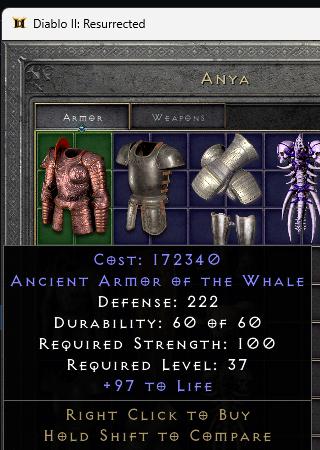 Diablo II: Resurrected
Anya
Armor Weapons
Cost: 172340
Ancient Armor of the Whale
Defense: 222
Durability: 60 of 60
Required Strength: 100
Required Level: 37
+97 to Life
Right Click to Buy
Hold Shift to Compare